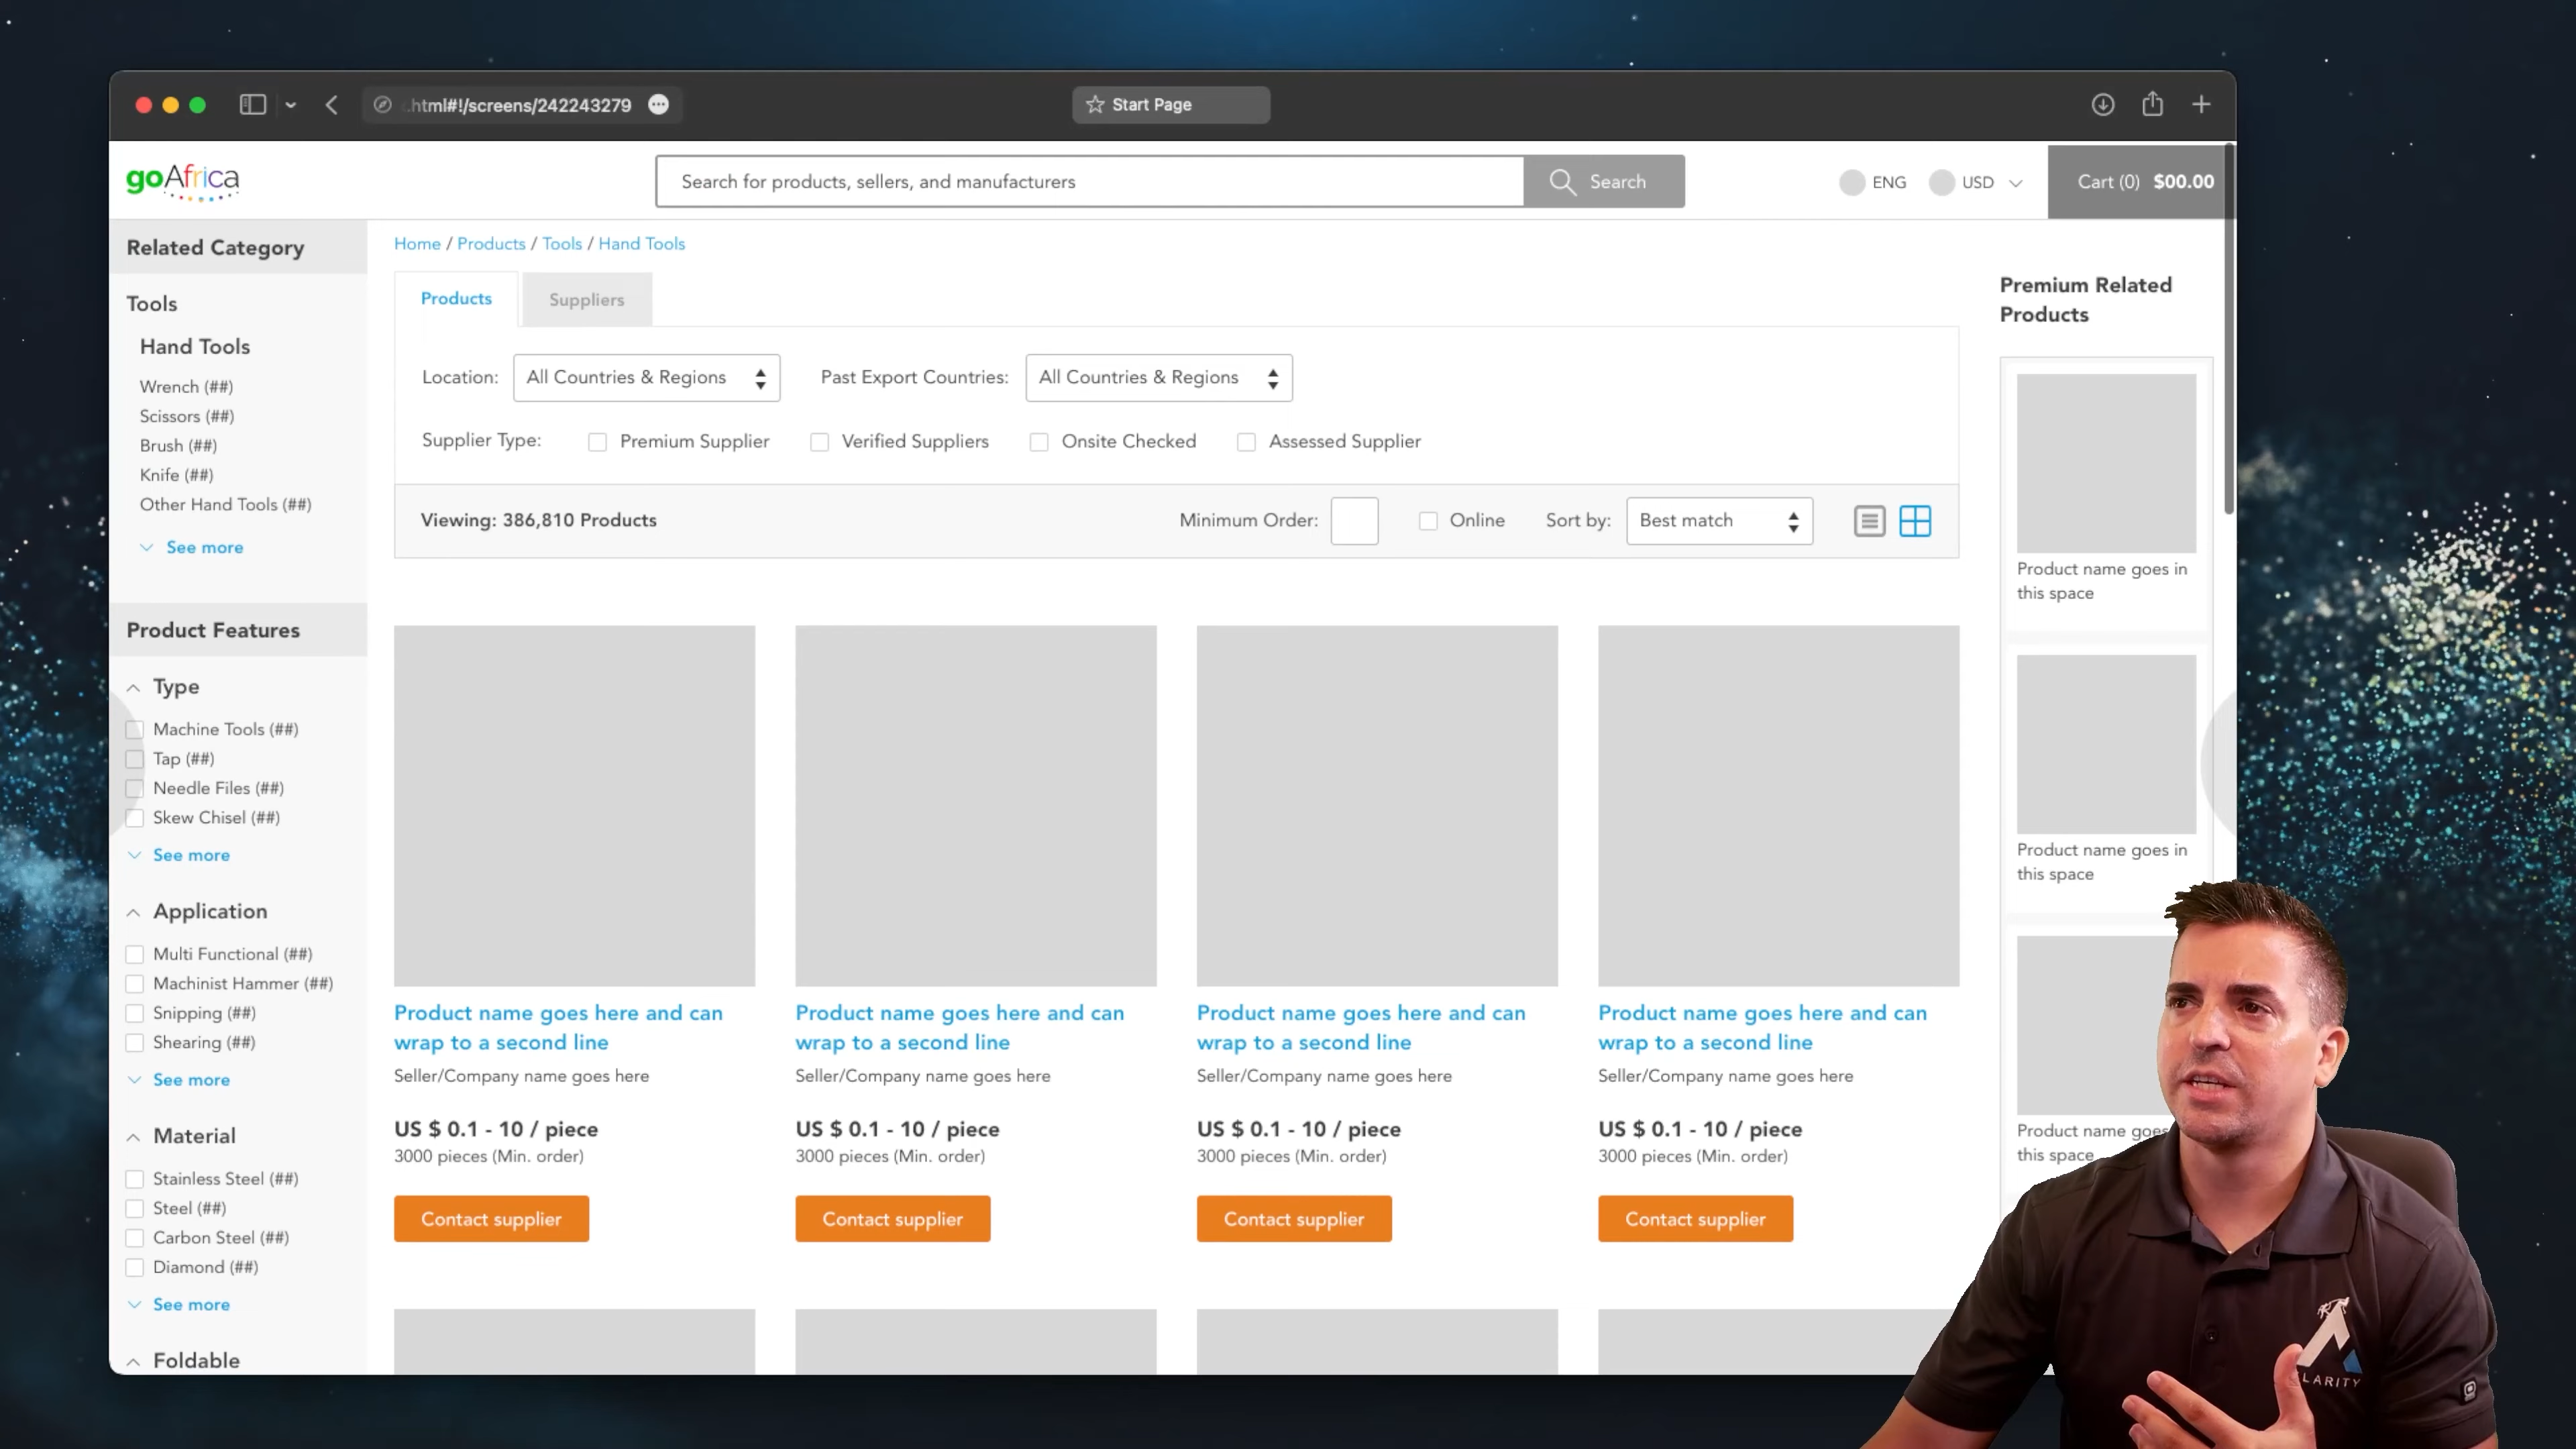 .html#!/screens/242243279
Start Page
goAfrica
Search for products, sellers, and manufacturers
Search
ENG
USD
Cart (0) $00.00
Related Category
Tools
Hand Tools
Wrench (##)
Scissors (##)
Brush (##)
Knife (##)
Other Hand Tools (##)
See more
Product Features
Type
Machine Tools (##)
Tap (##)
Needle Files (##)
Skew Chisel (##)
See more
Application
Multi Functional (##)
Machinist Hammer (##)
Snipping (##)
Shearing (##)
See more
Material
Stainless Steel (##)
Steel (##)
Carbon Steel (##)
Diamond (##)
See more
Foldable
Home / Products / Tools / Hand Tools
Products
Suppliers
Location: All Countries & Regions
Past Export Countries: All Countries & Regions
Supplier Type: Premium Supplier Verified Suppliers Onsite Checked Assessed Supplier
Viewing: 386,810 Products
Minimum Order:
Online
Sort by: Best match
Product name goes here and can
wrap to a second line
Seller/Company name goes here
US $ 0.1 - 10 / piece
3000 pieces (Min. order)
Contact supplier
Product name goes here and can
wrap to a second line
Seller/Company name goes here
US $ 0.1 - 10 / piece
3000 pieces (Min. order)
Contact supplier
Product name goes here and can
wrap to a second line
Seller/Company name goes here
US $ 0.1 - 10 / piece
3000 pieces (Min. order)
Contact supplier
Product name goes here and can
wrap to a second line
Seller/Company name goes here
US $ 0.1 - 10 / piece
3000 pieces (Min. order)
Contact supplier
Premium Related
Products
Product name goes in
this space
Product name goes in
this space
Product name goes
this space
LARITY